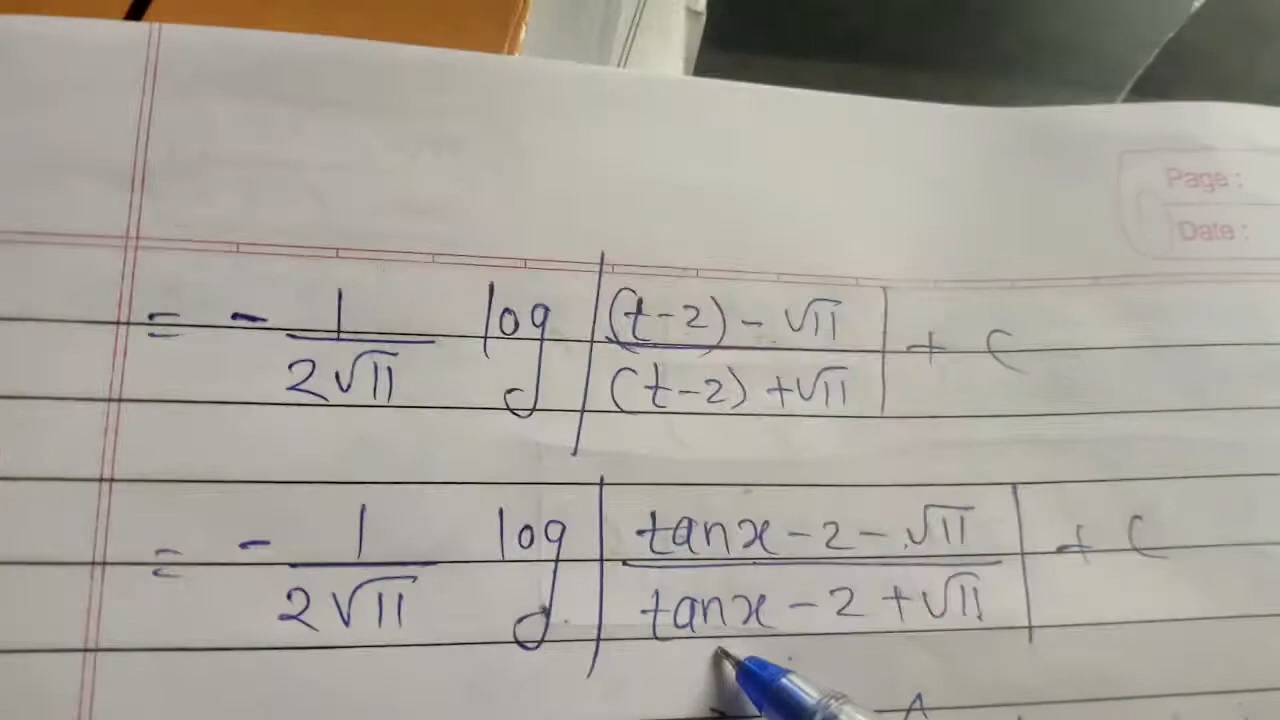 Page :
Date :
= - 1/(2√11) log |((t-2) - √11)/((t-2) + √11)| + C
= - 1/(2√11) log |(tanx - 2 - √11)/(tanx - 2 + √11)| + C